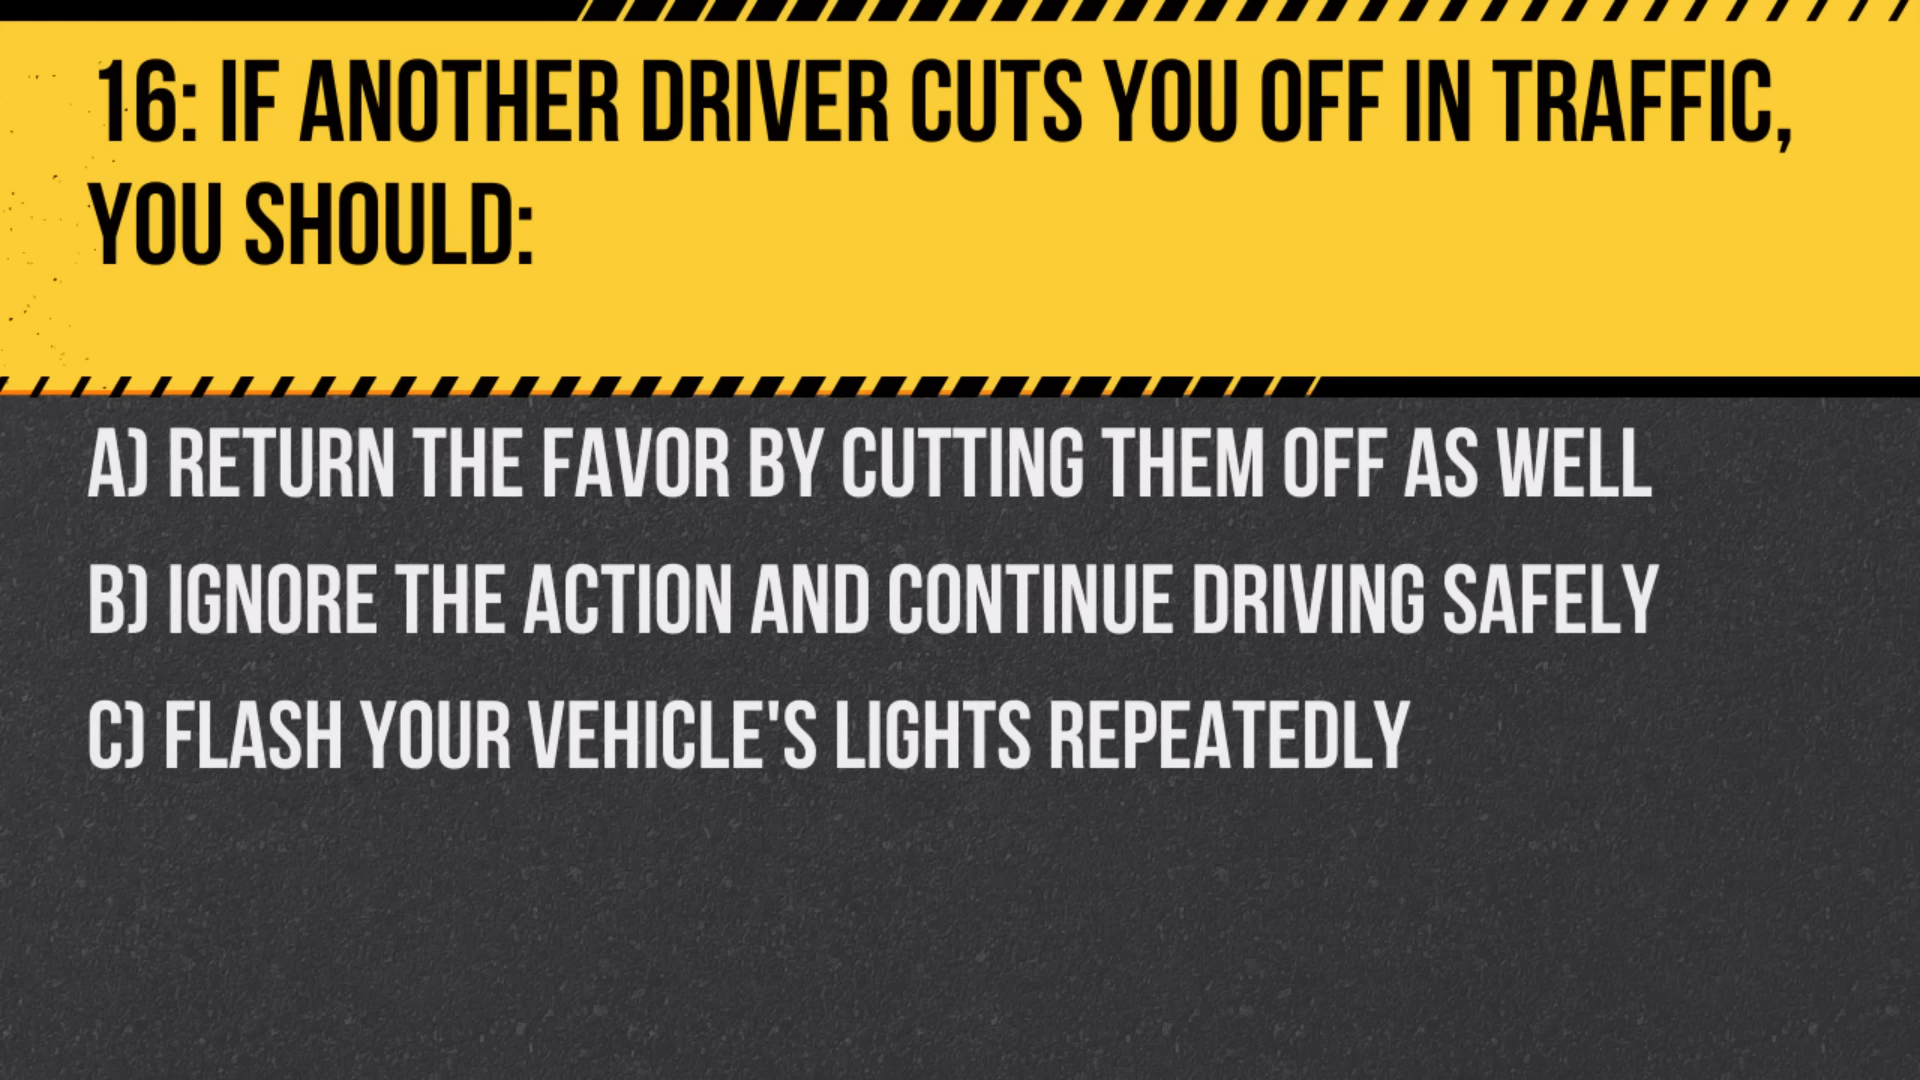 16: IF ANOTHER DRIVER CUTS YOU OFF IN TRAFFIC,
YOU SHOULD:
A) RETURN THE FAVOR BY CUTTING THEM OFF AS WELL
B) IGNORE THE ACTION AND CONTINUE DRIVING SAFELY
C) FLASH YOUR VEHICLE'S LIGHTS REPEATEDLY